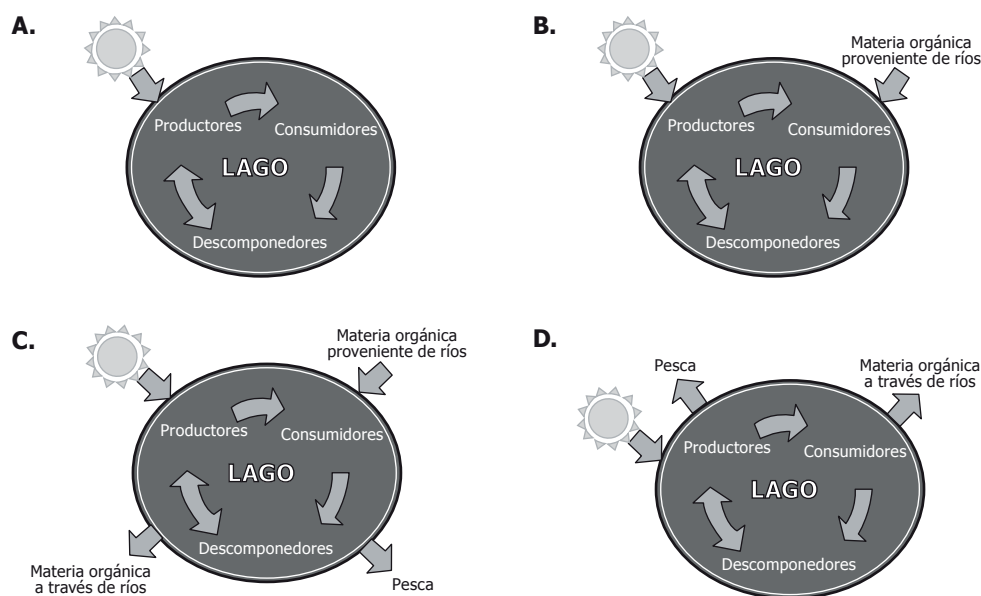 A.
Productores
Consumidores
LAGO
Descomponedores
B.
Materia orgánica
proveniente de ríos
Productores
Consumidores
LAGO
Descomponedores
C.
Materia orgánica
proveniente de ríos
Productores
Consumidores
LAGO
Descomponedores
Materia orgánica
a través de ríos
Pesca
D.
Pesca
Materia orgánica
a través de ríos
Productores
Consumidores
LAGO
Descomponedores